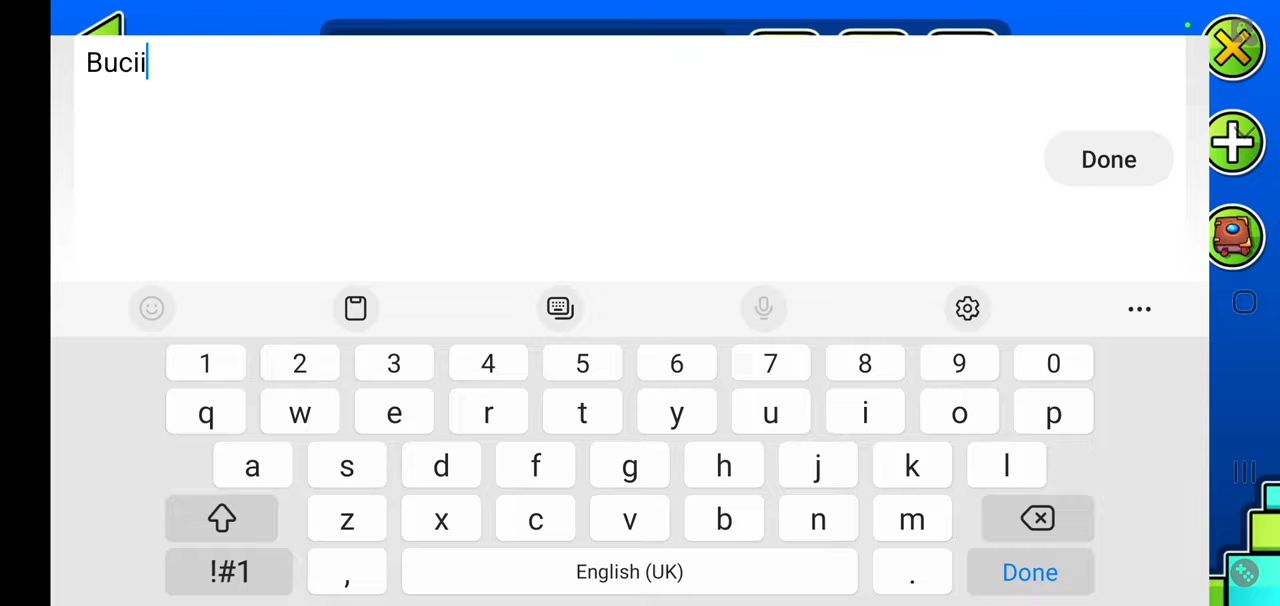 Bucii
Done
1 2 3 4 5 6 7 8 9 0
q w e r t y u i o p
a s d f g h j k l
z x c v b n m
!#1 , English (UK) . Done